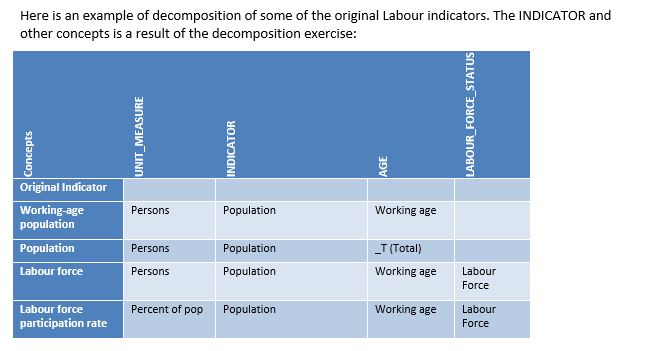 Here is an example of decomposition of some of the original Labour indicators. The INDICATOR and
other concepts is a result of the decomposition exercise:
Concepts
UNIT_MEASURE
INDICATOR
AGE
LABOUR_FORCE_STATUS
Original Indicator
Working-age
population
Persons
Population
Working age
Population
Persons
Population
_T (Total)
Labour force
Persons
Population
Working age
Labour
Force
Labour force
participation rate
Percent of pop
Population
Working age
Labour
Force